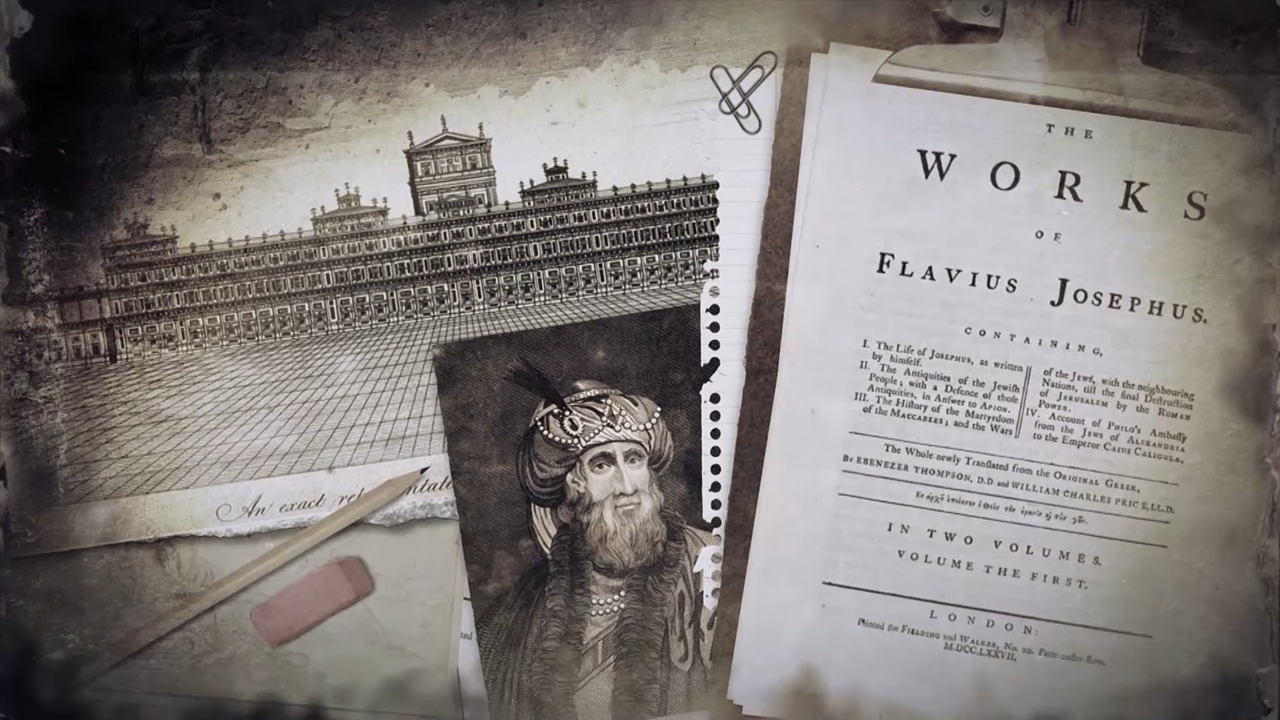 An exact
THE
WORKS
OF
FLAVIUS JOSEPHUS.
CONTAINING,
I. The Life of JOSEPHUS, as written
by himself.
II. The Antiquities of the Jewiſh
People; with a Defence of thoſe
Antiquities, in Anſwer to APION.
III. The Hiſtory of the Martyrdom
of the MACCABEES; and the Wars
of the Jews, with the neighbouring
Nations, till the final Deſtruction
of JERUSALEM by the ROMAN
POWER.
IV. Account of PHILO's Ambaſſy
from the Jews of ALEXANDRIA
to the Emperor CAIUS CALIGULA.
The Whole newly Tranſlated from the ORIGINAL GREEK,
By EBENEZER THOMPSON, D.D. and WILLIAM CHARLES PRICE, LL.D.
IN TWO VOLUMES.
VOLUME THE FIRST.
LONDON:
Printed for FIELDING and WALKER, No. 20. Pater-noſter Row,
M.DCC.LXXVII,